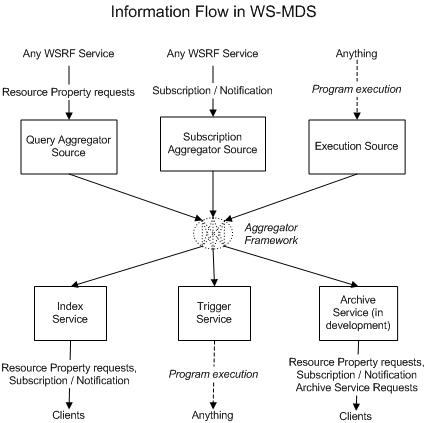 Information Flow in WS-MDS
Any WSRF Service
Any WSRF Service
Anything
Resource Property requests
Subscription / Notification
Program execution
Query Aggregator
Source
Subscription
Aggregator Source
Execution Source
Aggregator
Framework
Index
Service
Trigger
Service
Archive
Service (in
development)
Resource Property requests,
Subscription / Notification
Program execution
Resource Property requests,
Subscription / Notification
Archive Service Requests
Clients
Anything
Clients